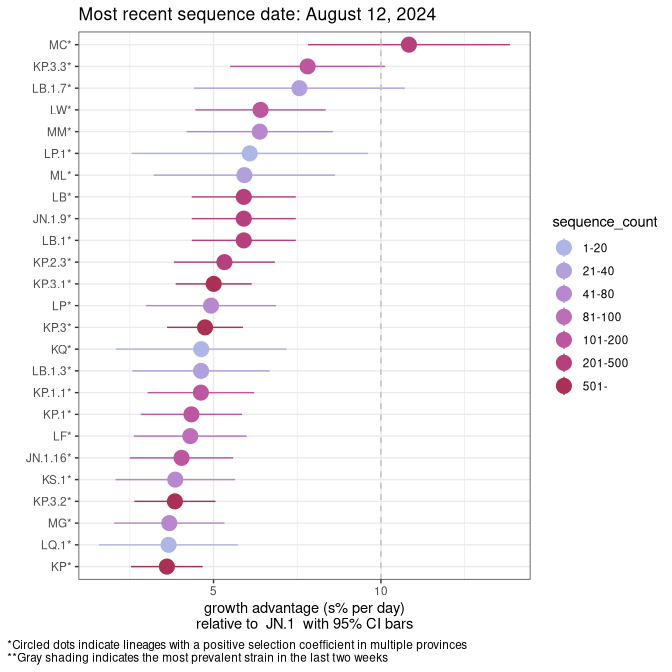 Most recent sequence date: August 12, 2024
MC*
KP.3.3*
LB.1.7*
LW*
MM*
LP.1*
ML*
LB*
JN.1.9*
LB.1*
KP.2.3*
KP.3.1*
LP*
KP.3*
KQ*
LB.1.3*
KP.1.1*
KP.1*
LF*
JN.1.16*
KS.1*
KP.3.2*
MG*
LQ.1*
KP*
5 10
growth advantage (s% per day)
relative to JN.1 with 95% CI bars
sequence_count
1-20
21-40
41-80
81-100
101-200
201-500
501-
*Circled dots indicate lineages with a positive selection coefficient in multiple provinces
**Gray shading indicates the most prevalent strain in the last two weeks